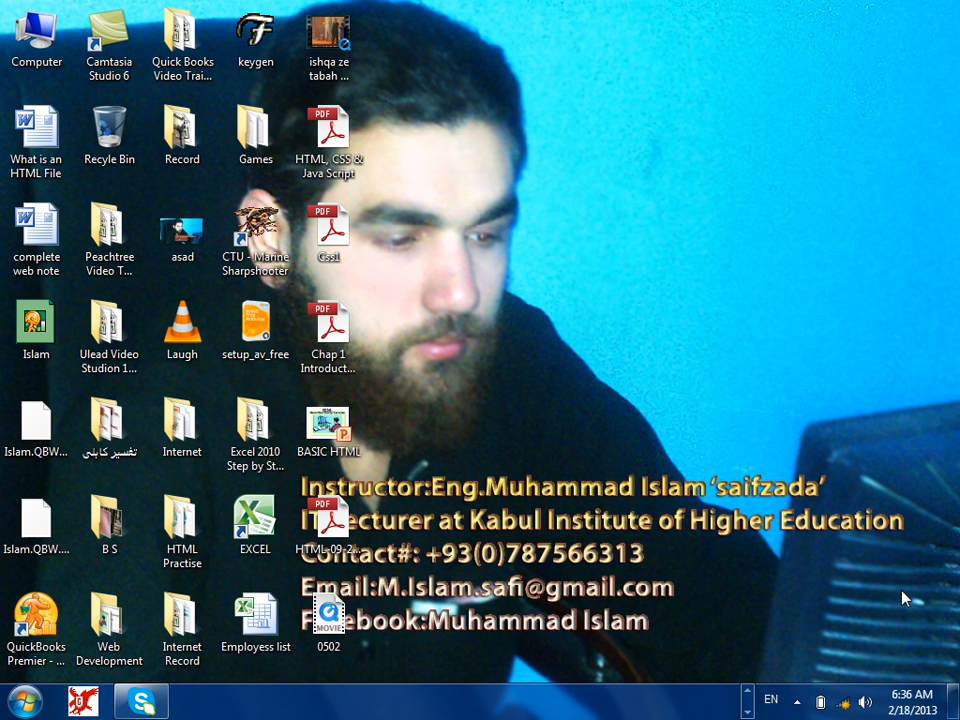 Computer
Camtasia
Studio 6
Quick Books
Video Trai...
keygen
ishqa ze
tabah ...
What is an
HTML File
Recyle Bin
Record
Games
HTML, CSS &
Java Script
complete
web note
Peachtree
Video T...
asad
CTU - Marine
Sharpshooter
Css1
Islam
Ulead Video
Studion 1...
Laugh
setup_av_free
Chap 1
Introduct...
Islam.QBW...
تفسیر کابلی
Internet
Excel 2010
Step by St...
BASIC HTML
Islam.QBW....
B S
HTML
Practise
EXCEL
HTML-09-2...
QuickBooks
Premier - ...
Web
Development
Internet
Record
Employess list
MOVIE
0502
PDF
PDF
PDF
PDF
Instructor:Eng.Muhammad Islam ‘saifzada’
IT Lecturer at Kabul Institute of Higher Education
Contact#: +93(0)787566313
Email:M.Islam.safi@gmail.com
Facebook:Muhammad Islam
EN
6:36 AM
2/18/2013